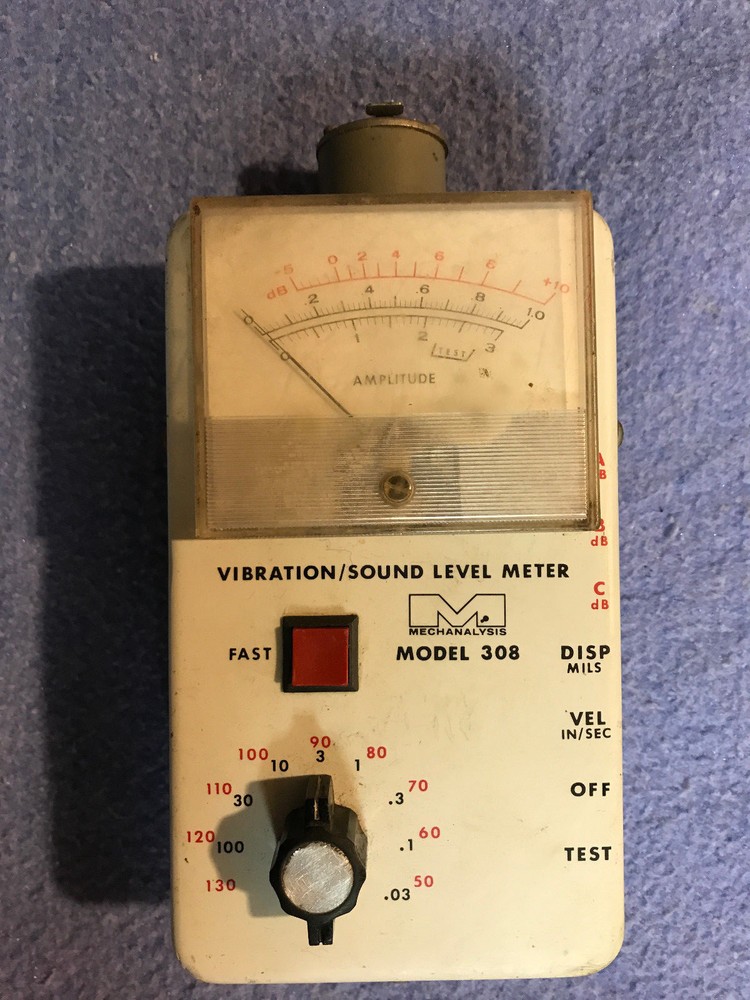 -5 0 2 4 6 8 +10
dB
.2 .4 .6 .8 1.0
0
0 1 2 3
TEST
AMPLITUDE
A
dB
B
dB
VIBRATION/SOUND LEVEL METER
C
dB
M
MECHANALYSIS
FAST
MODEL 308
DISP
MILS
VEL
IN/SEC
OFF
TEST
90
100 80
10 3 1
110 70
30 .3
120 60
100 .1
130 50
.03